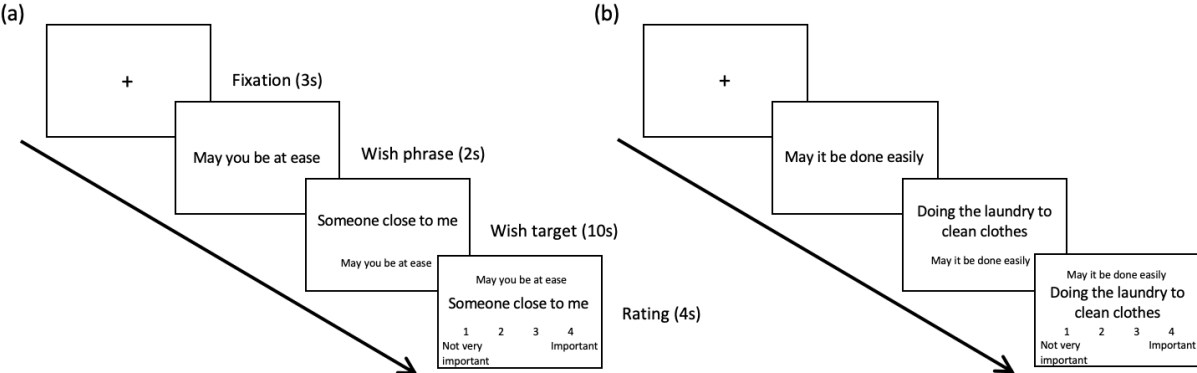 (a)
+
Fixation (3s)
May you be at ease
Wish phrase (2s)
Someone close to me
May you be at ease
Wish target (10s)
May you be at ease
Someone close to me
1 2 3 4
Not very Important
important
Rating (4s)
(b)
+
May it be done easily
Doing the laundry to
clean clothes
May it be done easily
May it be done easily
Doing the laundry to
clean clothes
1 2 3 4
Not very Important
important